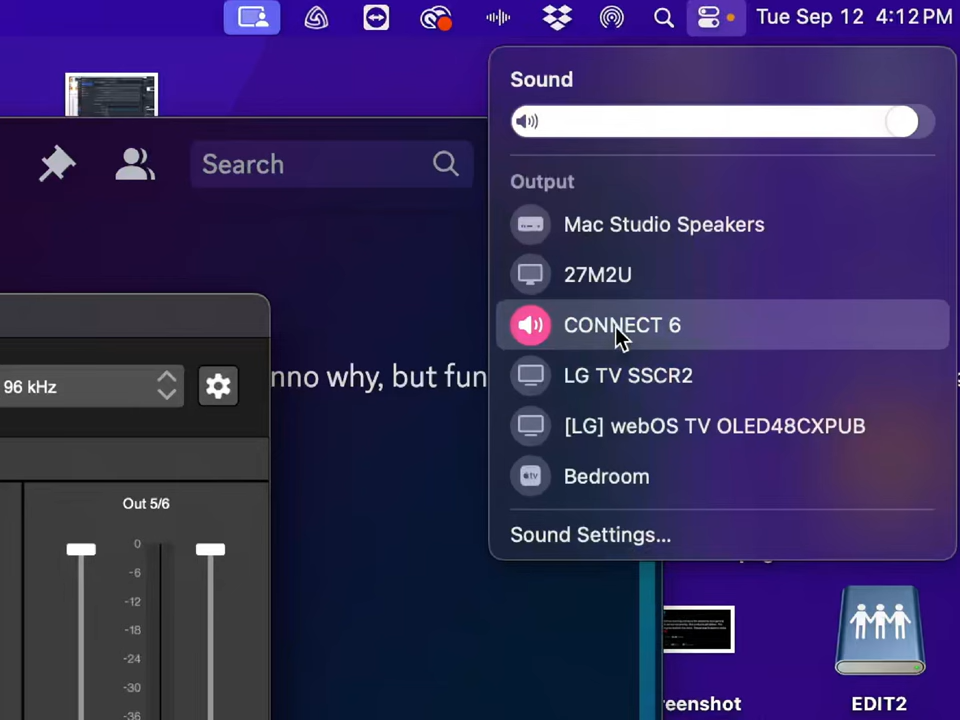 Tue Sep 12 4:12 PM
Sound
Search
Output
Mac Studio Speakers
27M2U
CONNECT 6
nno why, but fun
LG TV SSCR2
96 kHz
[LG] webOS TV OLED48CXPUB
tv
Bedroom
Out 5/6
Sound Settings...
0
-6
-12
-18
-24
-30
-36
reenshot
EDIT2